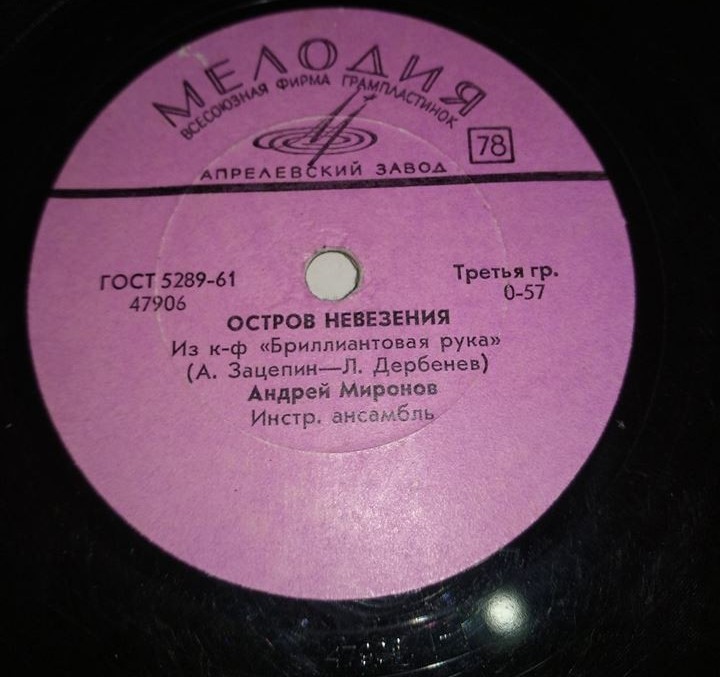 МЕЛОДИЯ
ВСЕСОЮЗНАЯ ФИРМА ГРАМПЛАСТИНОК
78
АПРЕЛЕВСКИЙ ЗАВОД
ГОСТ 5289-61
47906
Третья гр.
0-57
ОСТРОВ НЕВЕЗЕНИЯ
Из к-ф «Бриллиантовая рука»
(А. Зацепин—Л. Дербенев)
Андрей Миронов
Инстр. ансамбль